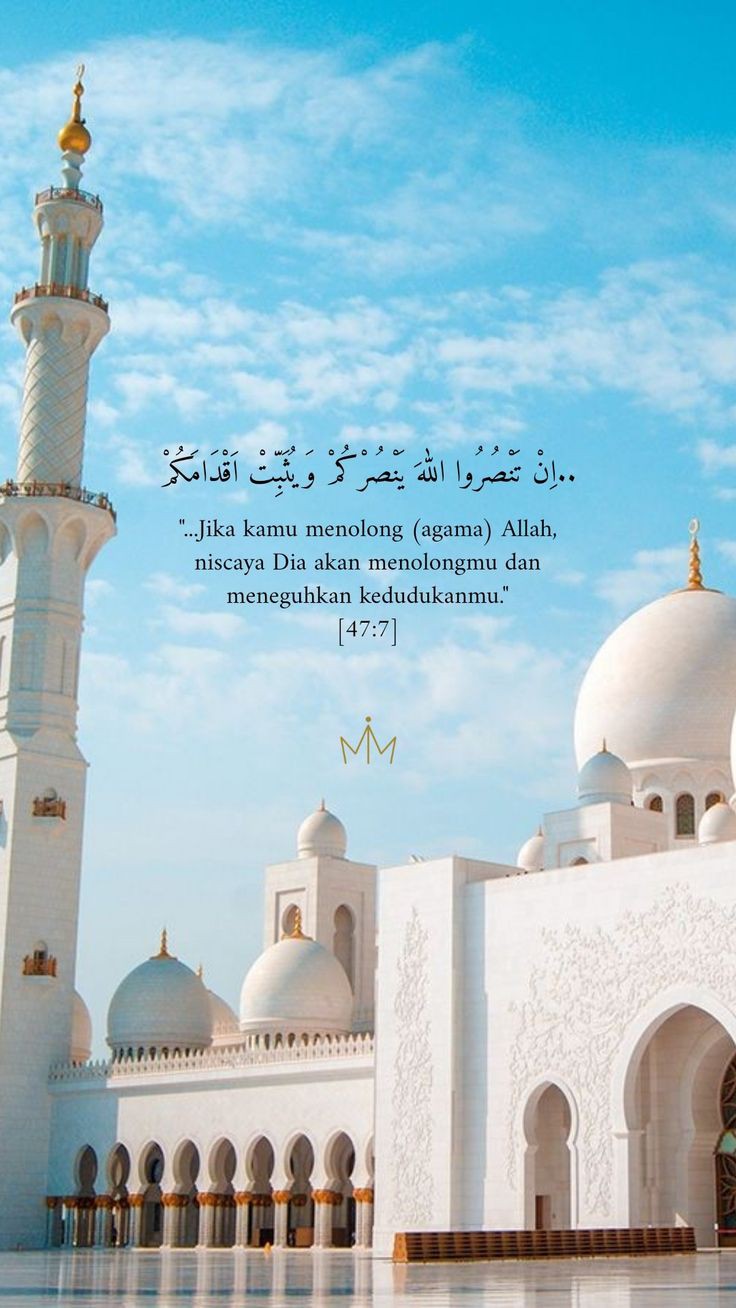 ..اِنْ تَنْصُرُوا اللّٰهَ يَنْصُرْكُمْ وَيُثَبِّتْ اَقْدَامَكُمْ
"...Jika kamu menolong (agama) Allah,
niscaya Dia akan menolongmu dan
meneguhkan kedudukanmu."
[47:7]